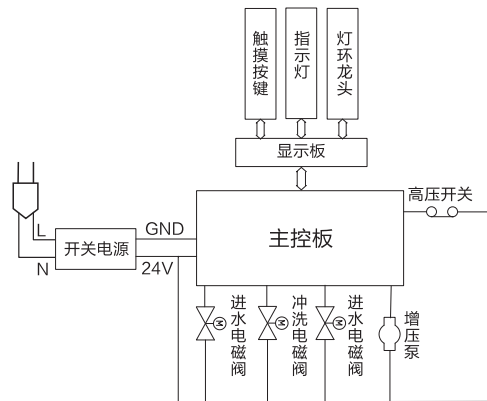 触摸按键
指示灯
灯环龙头
显示板
高压开关
主控板
L
N
开关电源
GND
24V
进水电磁阀
M
冲洗电磁阀
M
进水电磁阀
M
增压泵